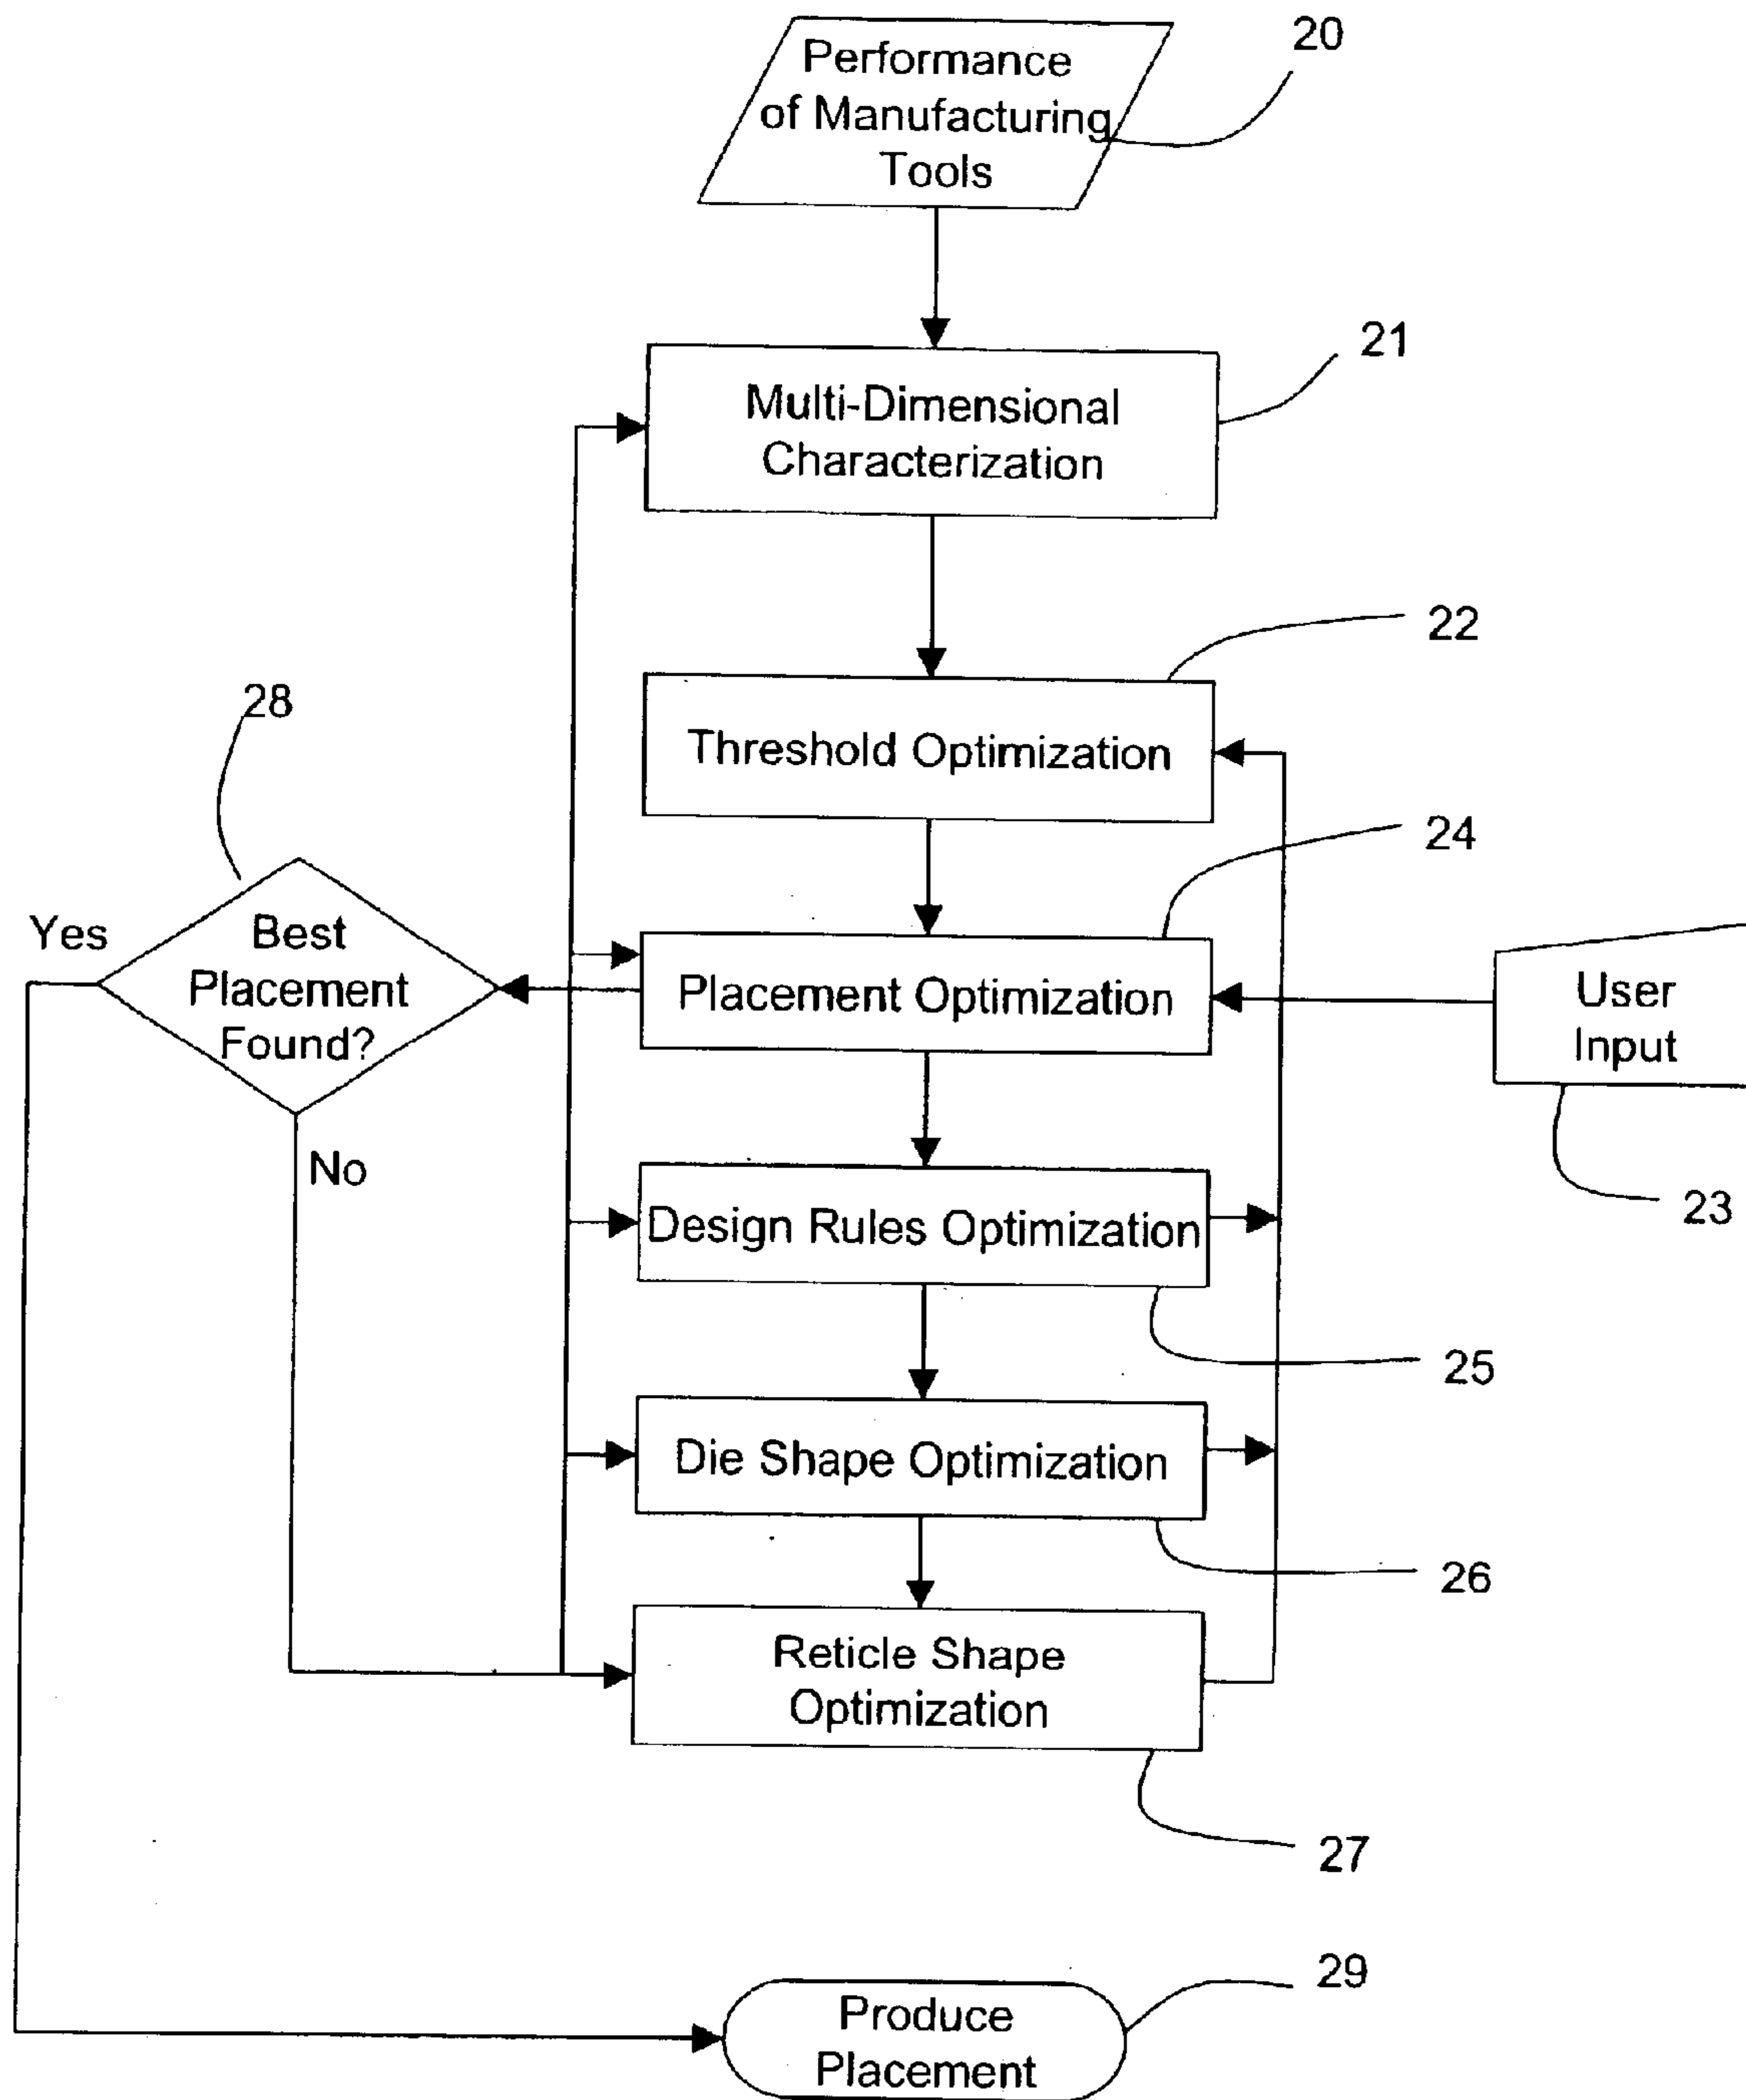 Performance
of Manufacturing
Tools
20
Multi-Dimensional
Characterization
21
22
Threshold Optimization
28
24
Yes
Best
Placement
Found?
Placement Optimization
User
Input
No
23
Design Rules Optimization
25
Die Shape Optimization
26
Reticle Shape
Optimization
27
29
Produce
Placement